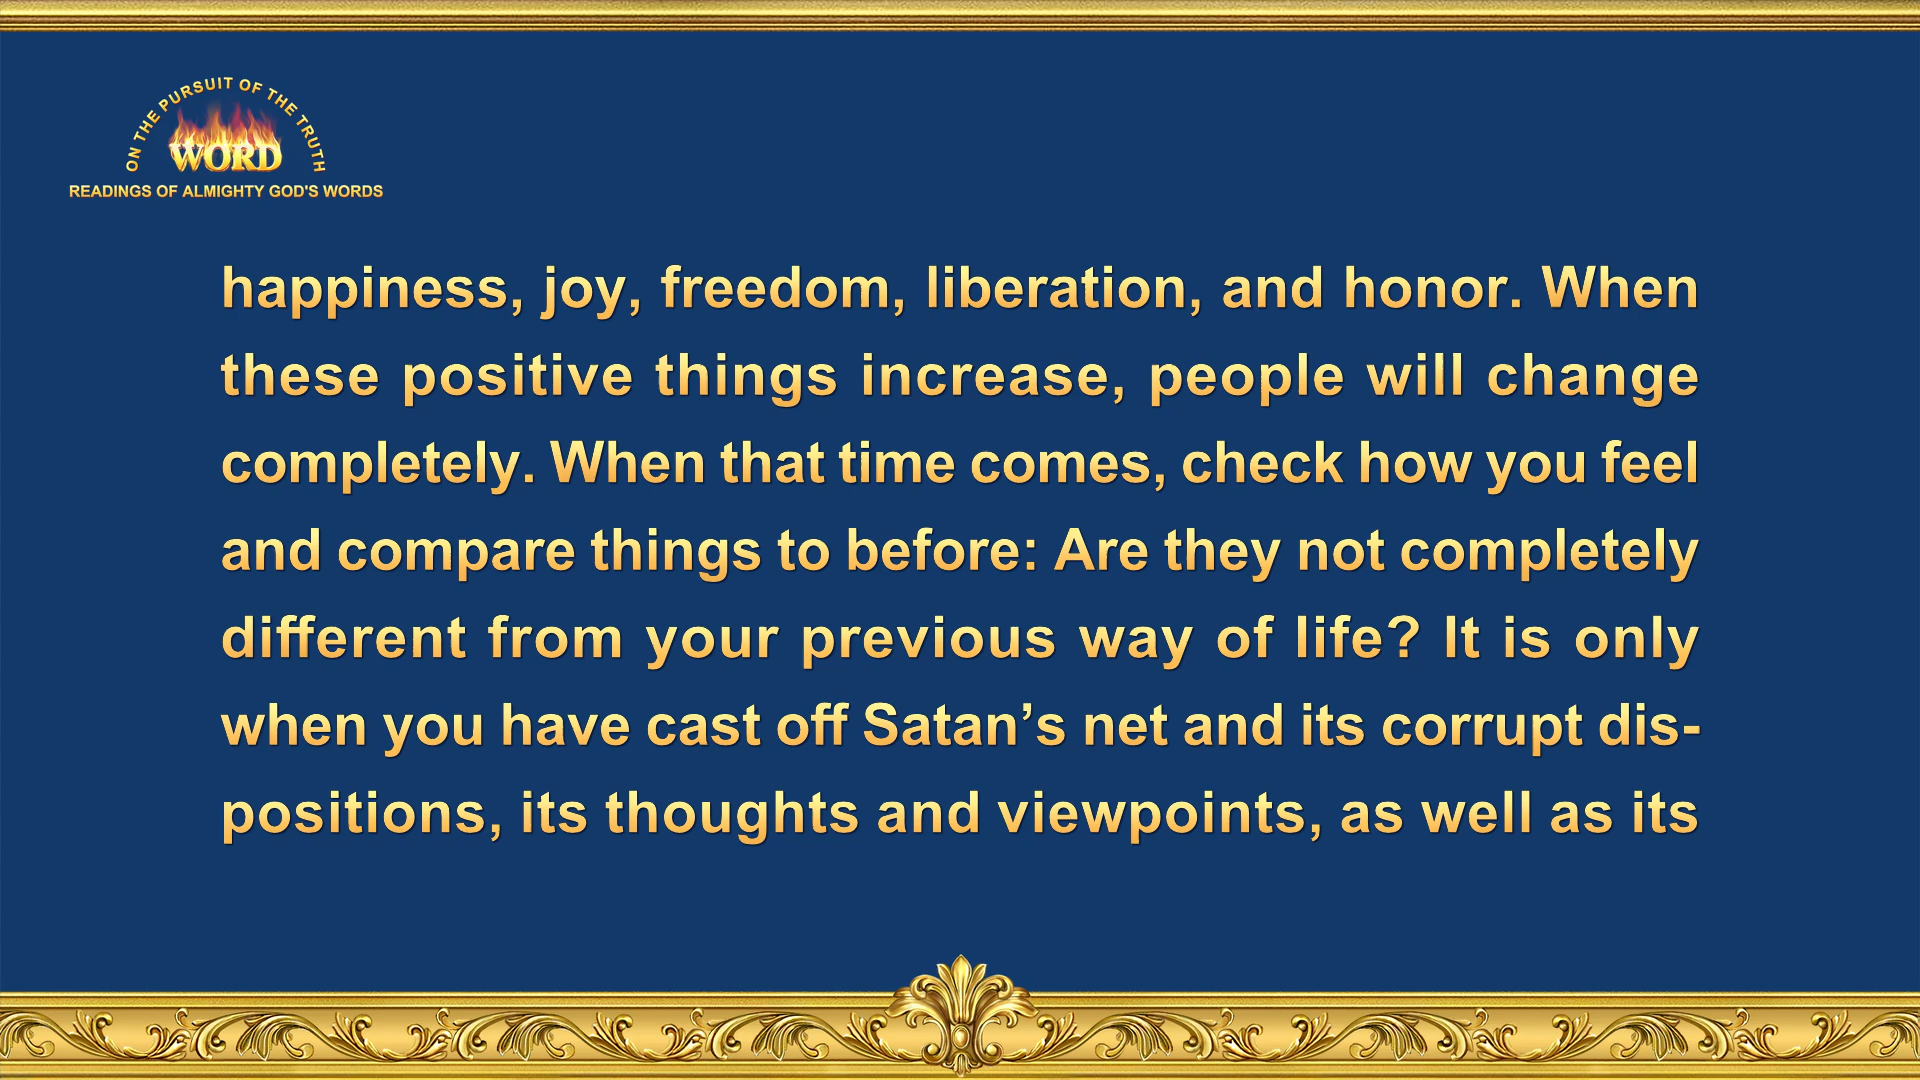 ON THE PURSUIT OF THE TRUTH
WORD
READINGS OF ALMIGHTY GOD'S WORDS
happiness, joy, freedom, liberation, and honor. When
these positive things increase, people will change
completely. When that time comes, check how you feel
and compare things to before: Are they not completely
different from your previous way of life? It is only
when you have cast off Satan’s net and its corrupt dis-
positions, its thoughts and viewpoints, as well as its